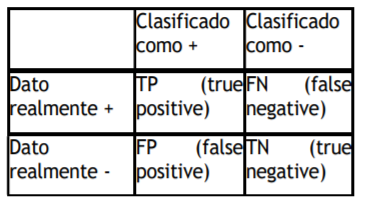 Clasificado Clasificado
como + como -
Dato TP (true FN (false
realmente + positive) negative)
Dato FP (false TN (true
realmente - positive) negative)